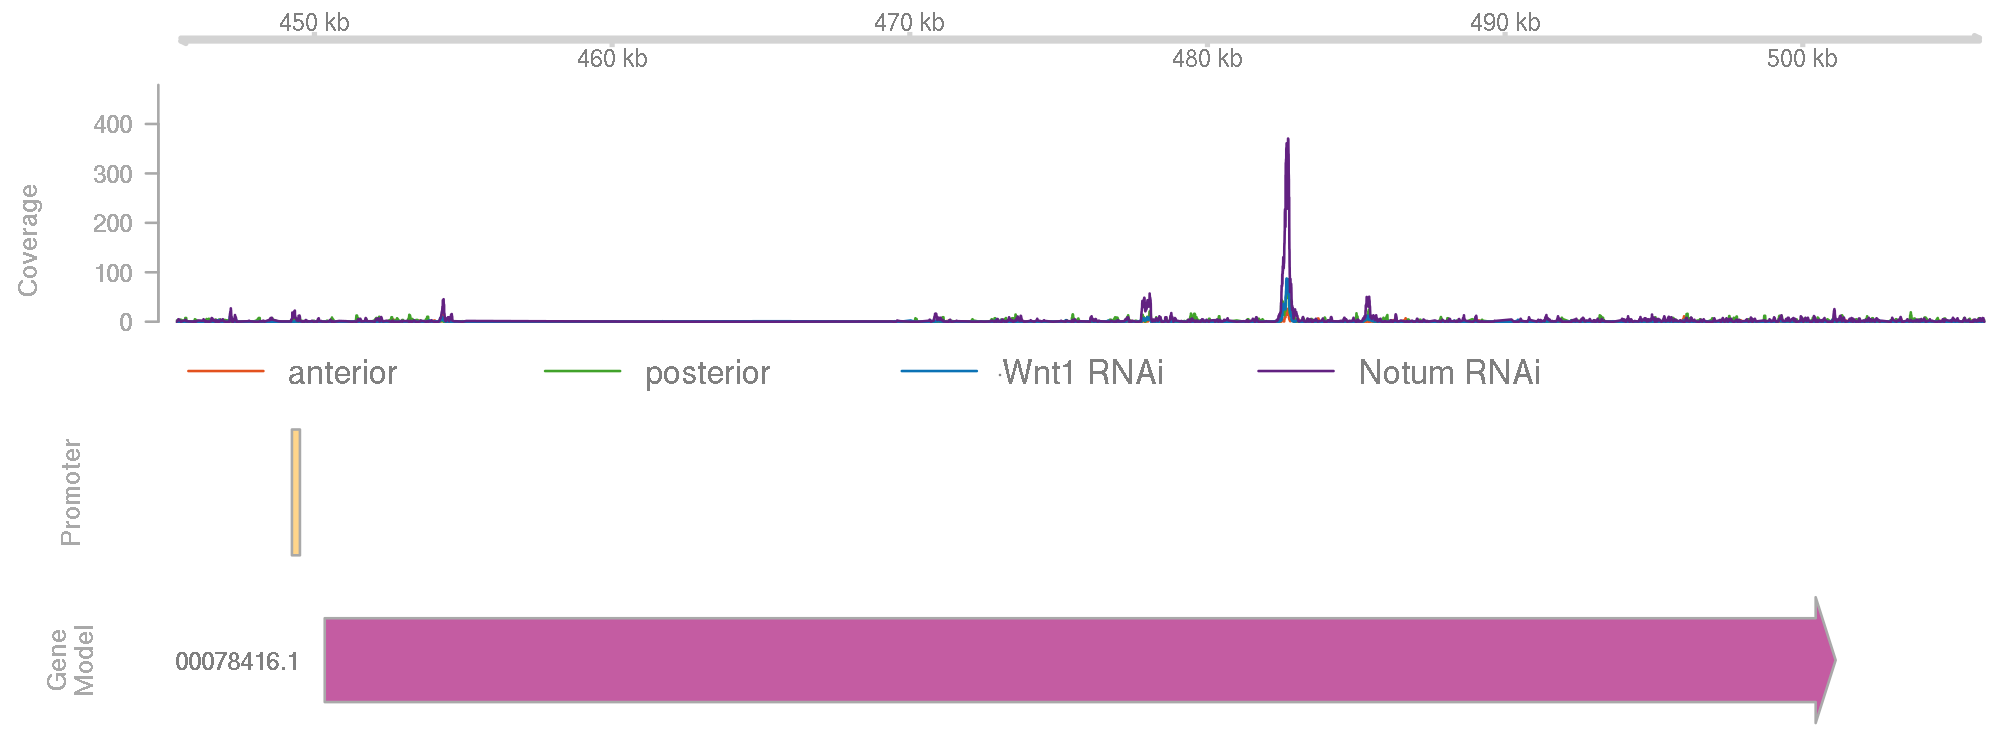 450 kb 470 kb 490 kb
460 kb 480 kb 500 kb
Coverage
400
300
200
100
0
anterior posterior Wnt1 RNAi Notum RNAi
Promoter
Gene
Model
00078416.1